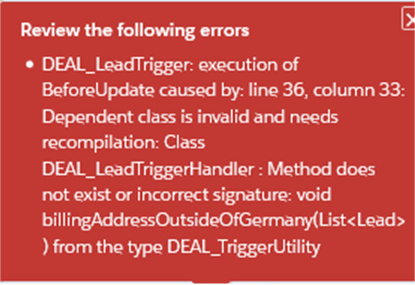 Review the following errors
• DEAL_LeadTrigger: execution of
BeforeUpdate caused by: line 36, column 33:
Dependent class is invalid and needs
recompilation: Class
DEAL_LeadTriggerHandler : Method does
not exist or incorrect signature: void
billingAddressOutsideOfGermany(List<Lead>
) from the type DEAL_TriggerUtility